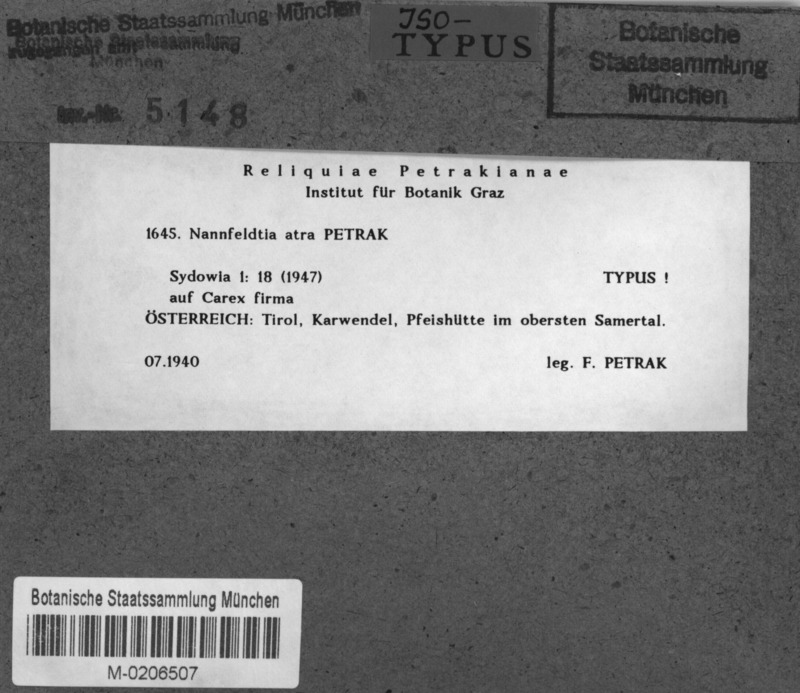 Botanische Staatssammlung München
München
5148
ISO-
TYPUS
Botanische
Staatssammlung
München
Reliquiae Petrakianae
Institut für Botanik Graz
1645. Nannfeldtia atra PETRAK
Sydowia 1: 18 (1947) TYPUS !
auf Carex firma
ÖSTERREICH: Tirol, Karwendel, Pfeishütte im obersten Samertal.
07.1940 leg. F. PETRAK
Botanische Staatssammlung München
M-0206507